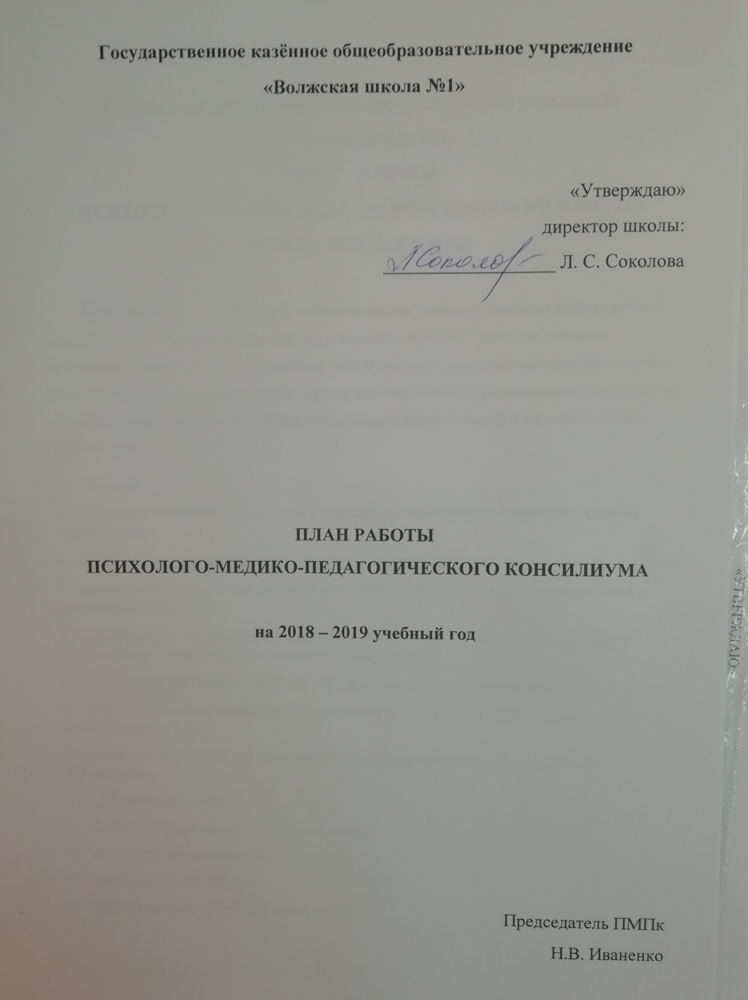 Государственное казённое общеобразовательное учреждение
«Волжская школа №1»
«Утверждаю»
директор школы:
ЛСоколов Л. С. Соколова
ПЛАН РАБОТЫ
ПСИХОЛОГО-МЕДИКО-ПЕДАГОГИЧЕСКОГО КОНСИЛИУМА
на 2018 – 2019 учебный год
Председатель ПМПк
Н.В. Иваненко
«УТВЕРЖДАЮ»